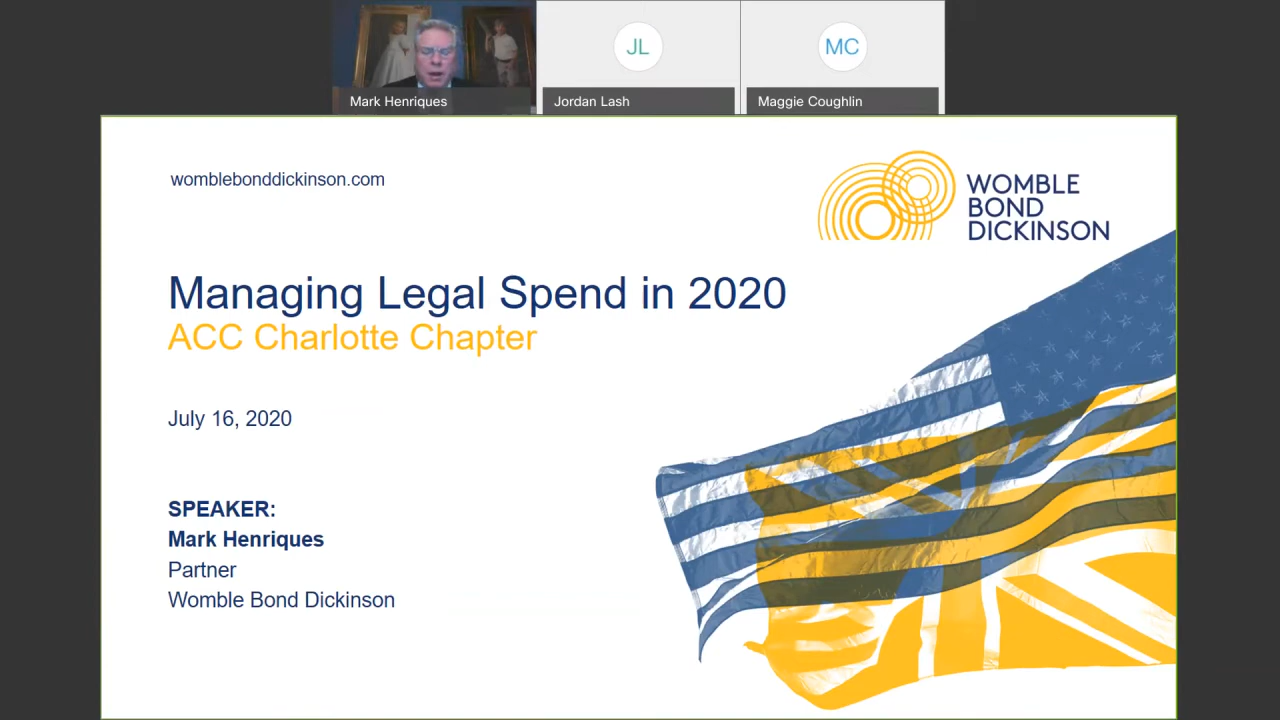 JL
MC
Mark Henriques
Jordan Lash
Maggie Coughlin
womblebonddickinson.com
WOMBLE
BOND
DICKINSON
Managing Legal Spend in 2020
ACC Charlotte Chapter
July 16, 2020
SPEAKER:
Mark Henriques
Partner
Womble Bond Dickinson